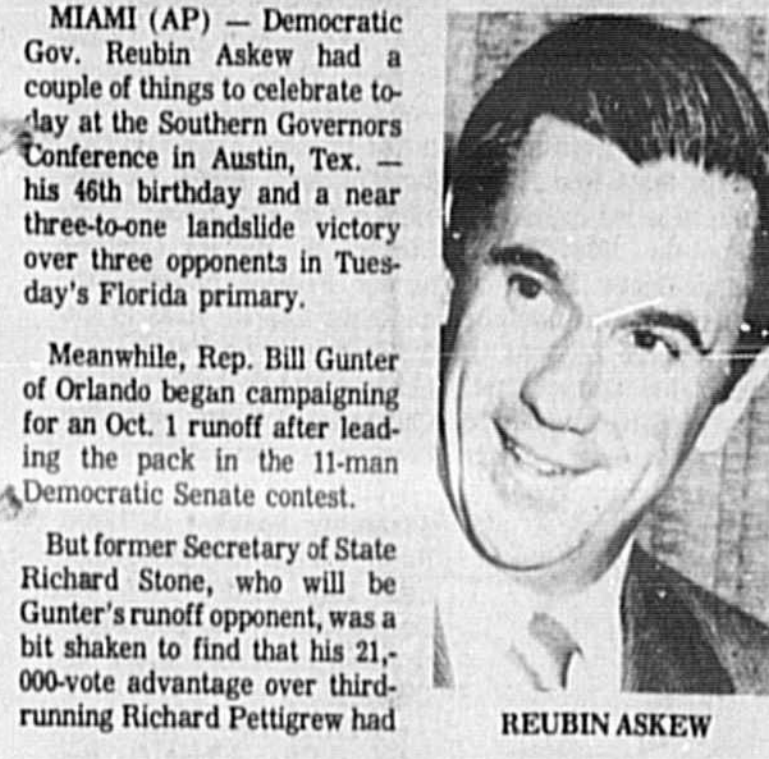 MIAMI (AP) — Democratic
Gov. Reubin Askew had a
couple of things to celebrate to-
day at the Southern Governors
Conference in Austin, Tex. —
his 46th birthday and a near
three-to-one landslide victory
over three opponents in Tues-
day's Florida primary.
Meanwhile, Rep. Bill Gunter
of Orlando began campaigning
for an Oct. 1 runoff after lead-
ing the pack in the 11-man
Democratic Senate contest.
But former Secretary of State
Richard Stone, who will be
Gunter's runoff opponent, was a
bit shaken to find that his 21,-
000-vote advantage over third-
running Richard Pettigrew had
REUBIN ASKEW